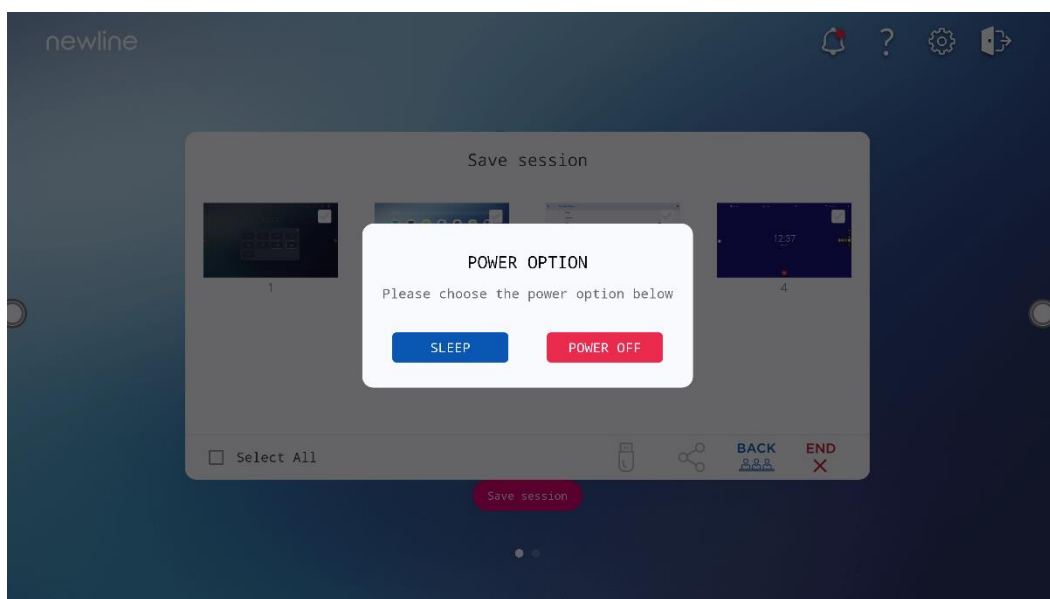 newline
?
Save session
12:37
1
4
POWER OPTION
Please choose the power option below
SLEEP
POWER OFF
Select All
BACK
END
Save session